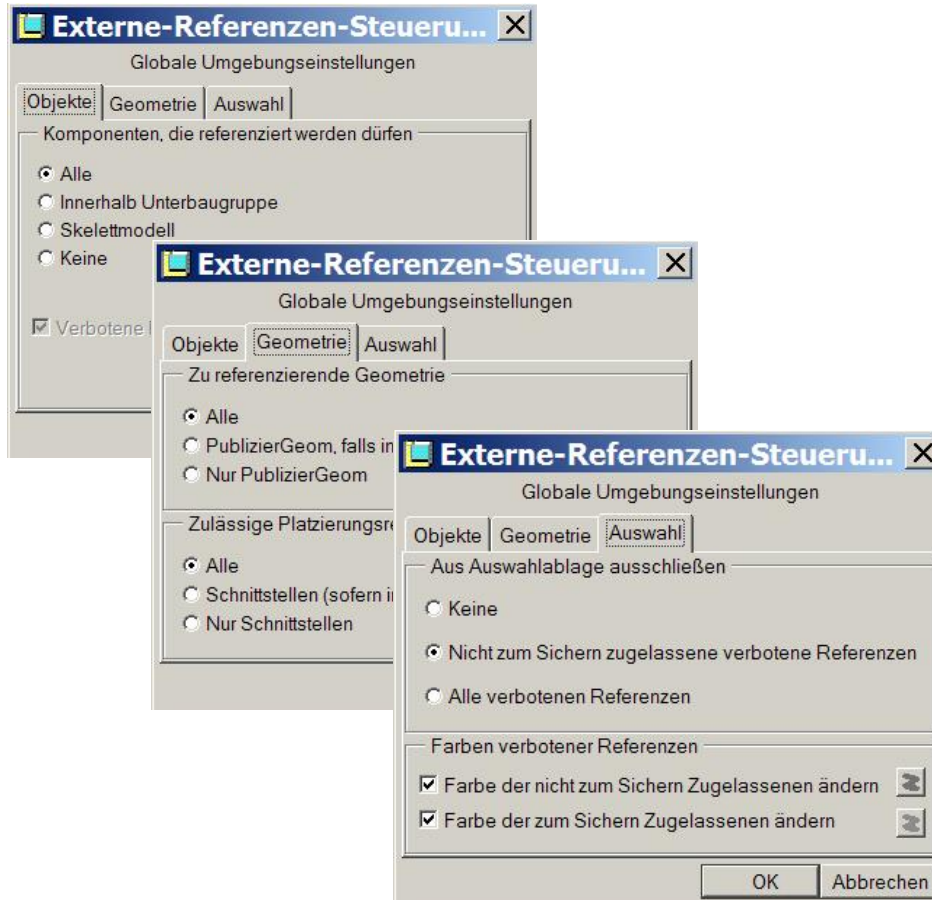 Externe-Referenzen-Steueru...
Globale Umgebungseinstellungen
Objekte Geometrie Auswahl
Komponenten, die referenziert werden dürfen
Alle
Innerhalb Unterbaugruppe
Skelettmodell
Keine
Verbotene
Externe-Referenzen-Steueru...
Globale Umgebungseinstellungen
Objekte Geometrie Auswahl
Zu referenzierende Geometrie
Alle
PublizierGeom, falls
Nur PublizierGeom
Zulässige
Alle
Schnittstellen (sofern
Nur Schnittstellen
Externe-Referenzen-Steueru...
Globale Umgebungseinstellungen
Objekte Geometrie Auswahl
Aus Auswahlablage ausschließen
Keine
Nicht zum Sichern zugelassene verbotene Referenzen
Alle verbotenen Referenzen
Farben verbotener Referenzen
Farbe der nicht zum Sichern Zugelassenen ändern
Farbe der zum Sichern Zugelassenen ändern
OK Abbrechen